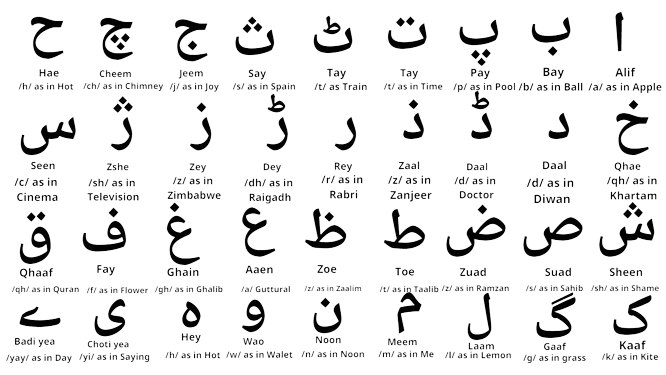 ا ب پ ت ٹ ث ج چ ح
Hae Cheem Jeem Say Tay Tay Pay Bay Alif
/h/ as in Hot /ch/ as in Chimney /j/ as in Joy /s/ as in Spain /t/ as Train /t/ as in Time /p/ as in Pool /b/ as in Ball /a/ as in Apple
خ د ڈ ذ ر ڑ ز ژ س
Seen Zshe Zey Dey Rey Zaal Daal Daal Qhae
/c/ as in /sh/ as in /z/ as in /dh/ as in /r/ as in /z/ as in /d/ as in /d/ as in /qh/ as in
Cinema Television Zimbabwe Raigadh Rabri Zanjeer Doctor Diwan Khartam
ش ص ض ط ظ ع غ ف ق
Qhaaf Fay Ghain Aaen Zoe Toe Zuad Suad Sheen
/qh/ as in Quran /f/ as in Flower /gh/ as in Ghalib /a/ Guttural /z/ as in Zaalim /t/ as in Taalib /z/ as in Ramzan /s/ as in Sahib /sh/ as in Shame
ک گ ل م ن و ہ ی ے
Badi yea Choti yea Hey Wao Noon Meem Laam Gaaf Kaaf
/yay/ as in Day /yi/ as in Saying /h/ as in Hot /w/ as in Walet /n/ as in Noon /m/ as in Me /l/ as in Lemon /g/ as in grass /k/ as in Kite